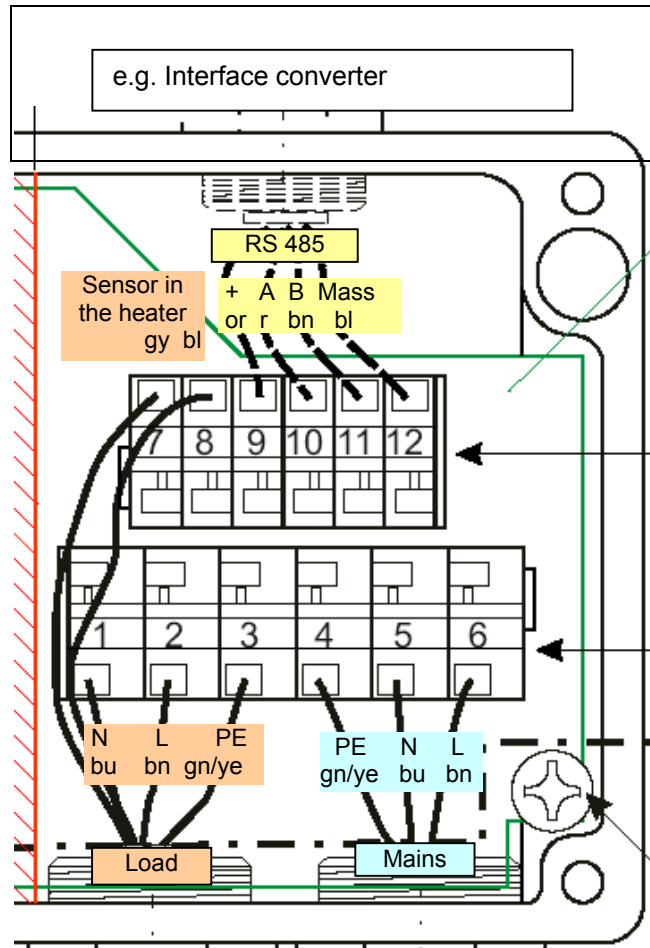 e.g. Interface converter
RS 485
Sensor in
the heater
gy bl
+ A B Mass
or r bn bl
7 8 9 10 11 12
1 2 3 4 5 6
N L PE
bu bn gn/ye
PE N L
gn/ye bu bn
Load
Mains